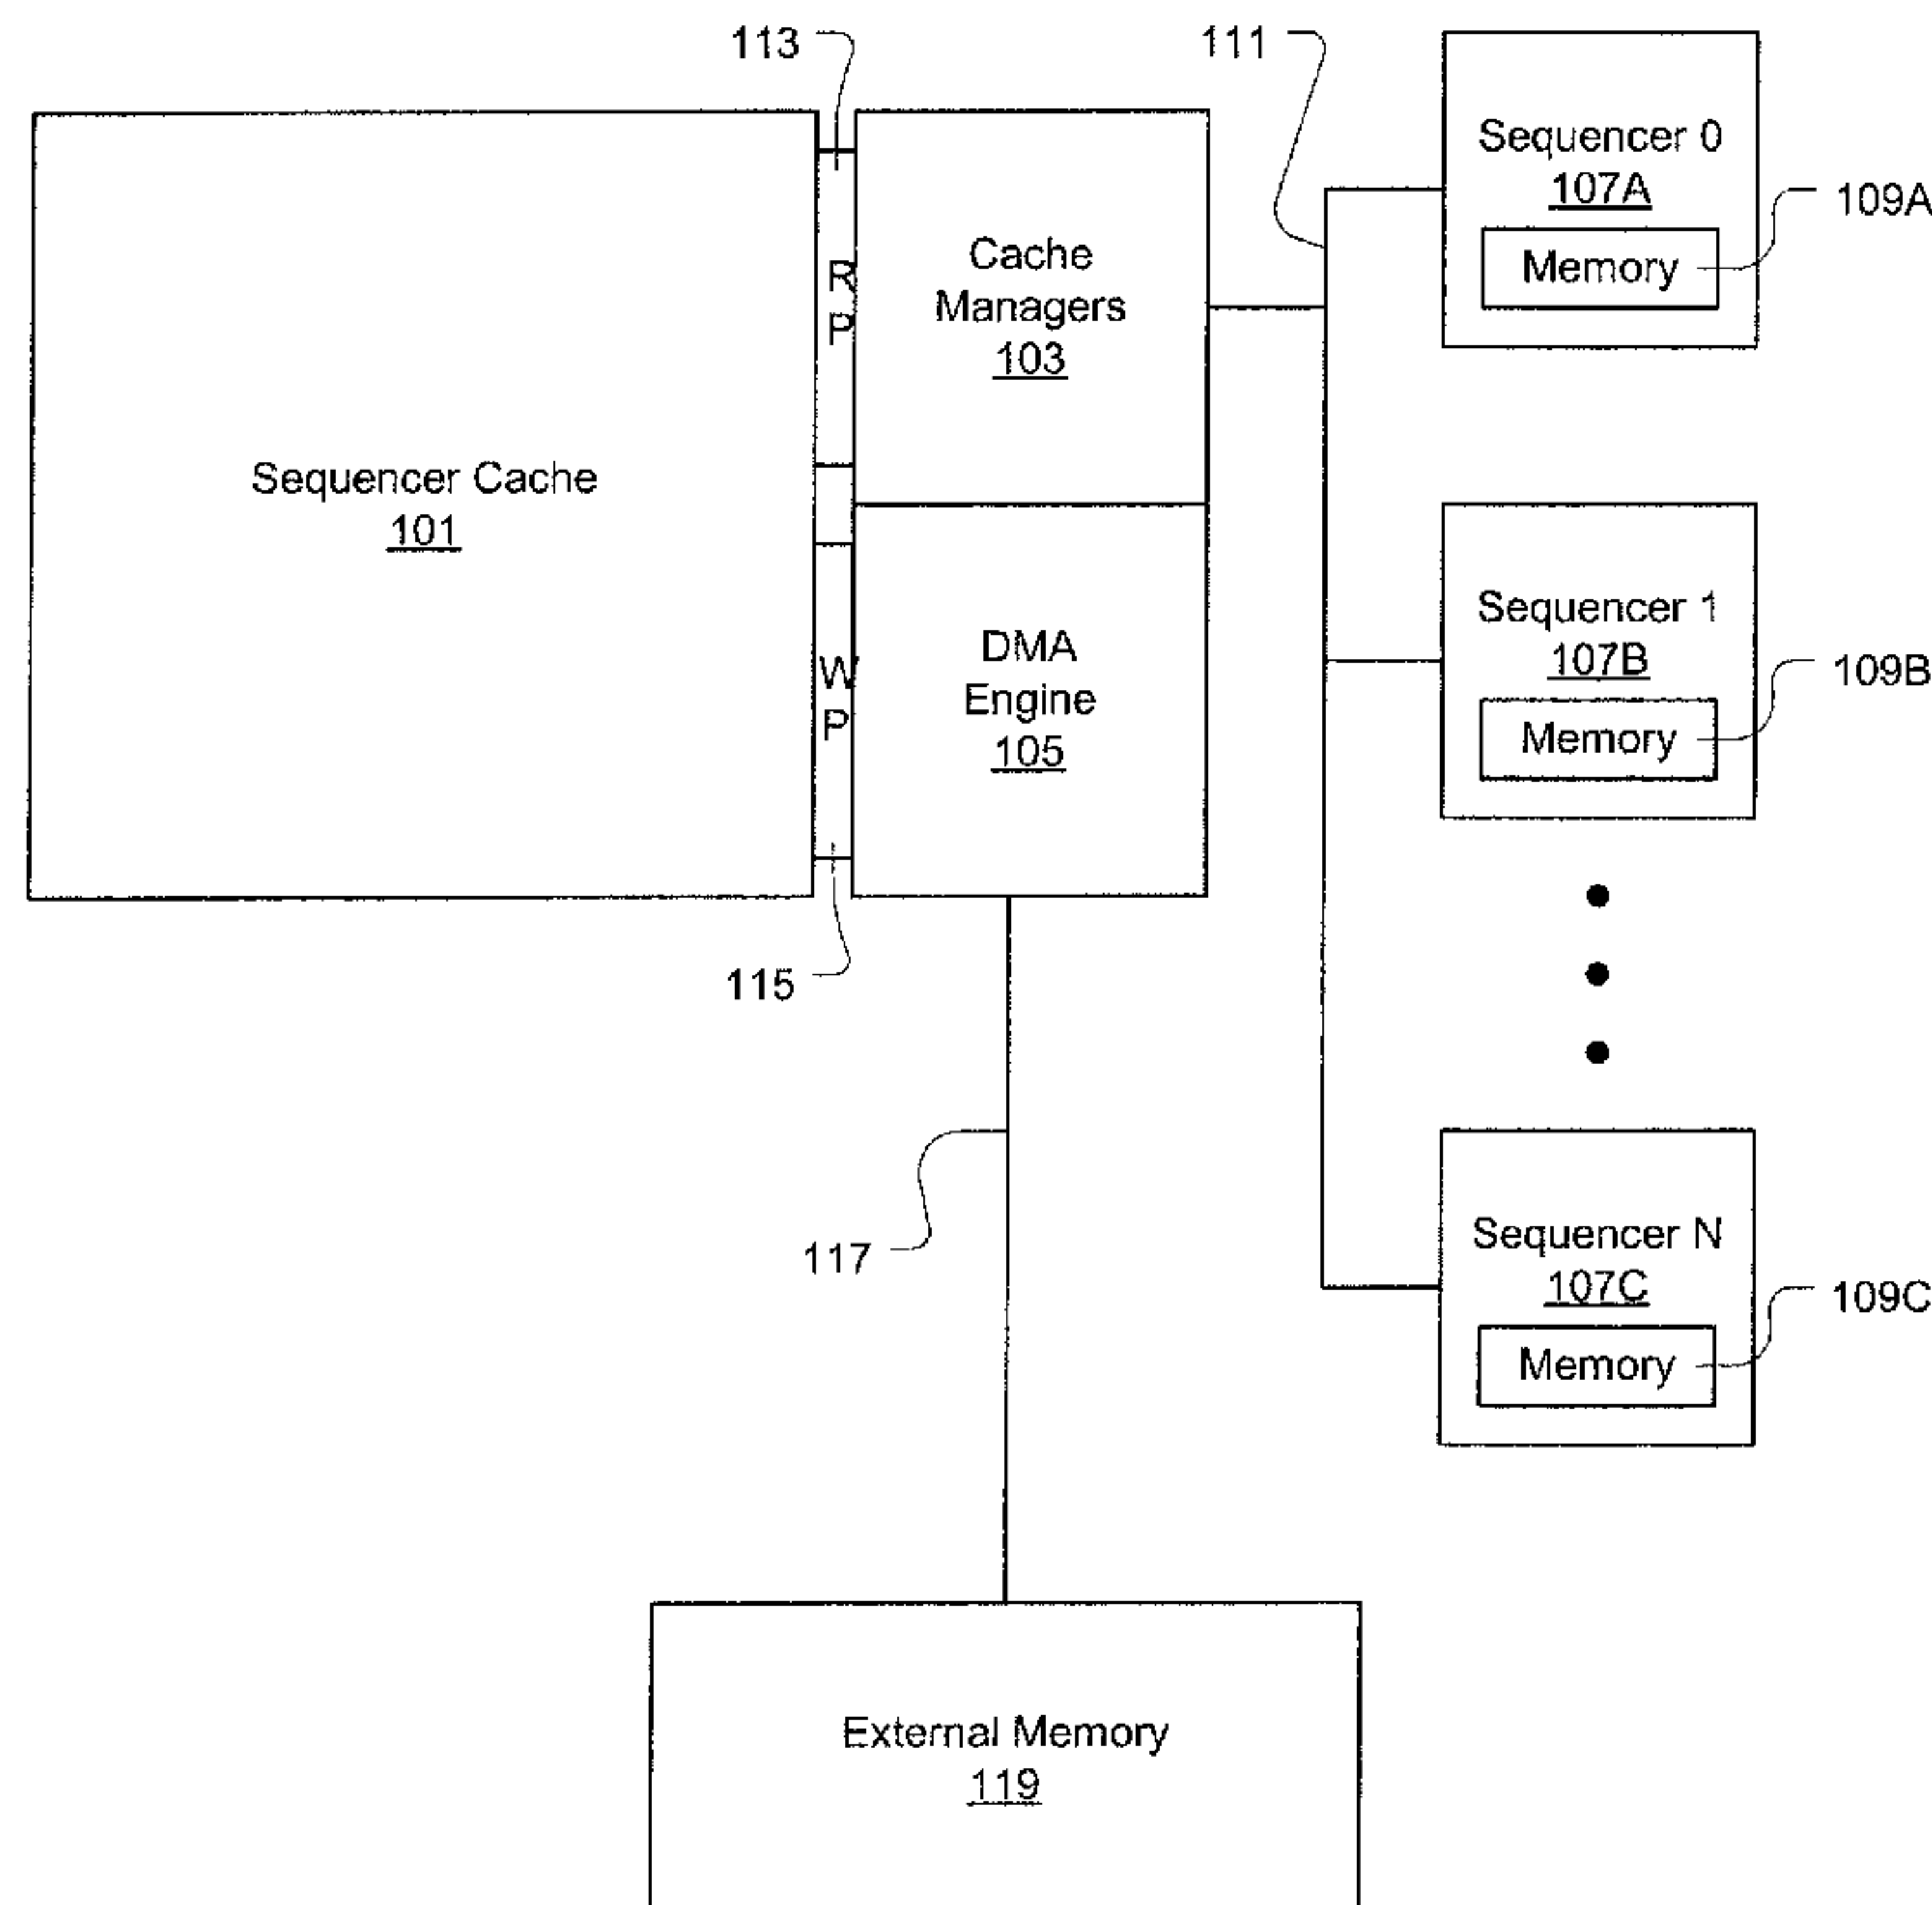 113
111
Sequencer 0
107A
Memory
109A
R
P
Cache
Managers
103
Sequencer Cache
101
Sequencer 1
107B
Memory
109B
W
P
DMA
Engine
105
115
117
Sequencer N
107C
Memory
109C
External Memory
119